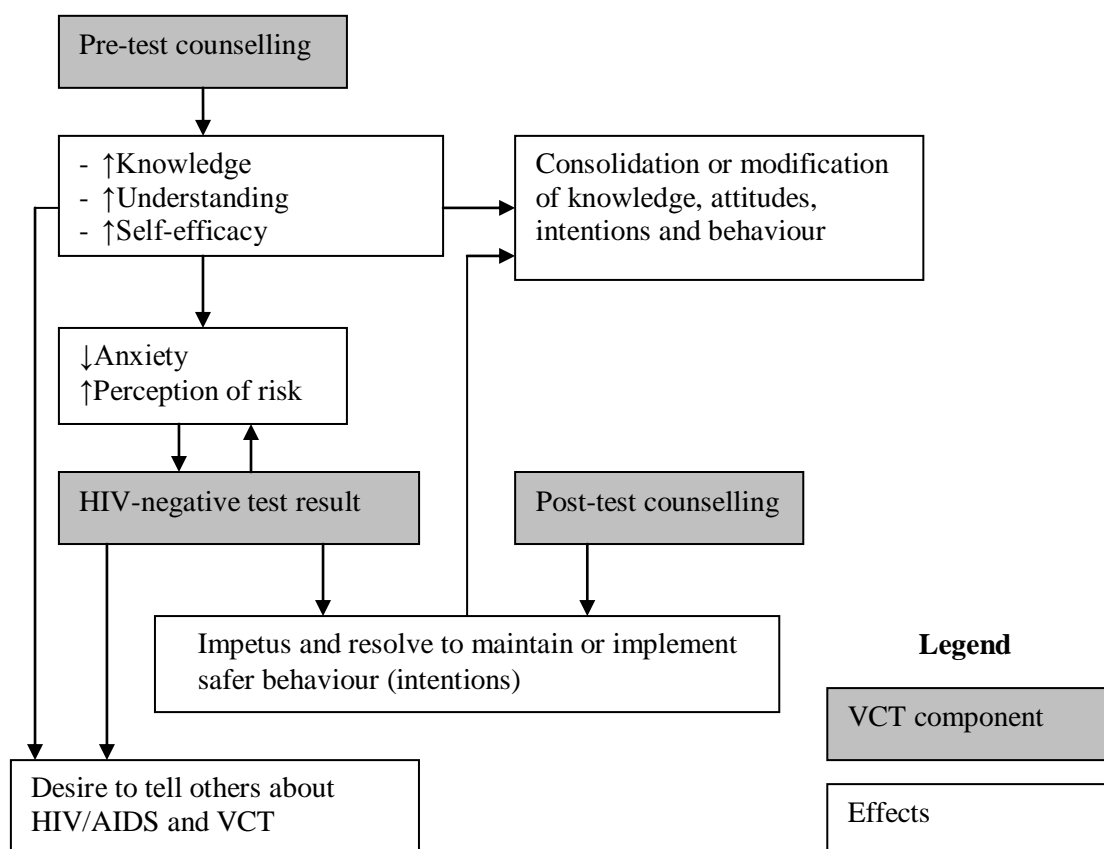 Pre-test counselling
- ↑Knowledge
- ↑Understanding
- ↑Self-efficacy
Consolidation or modification
of knowledge, attitudes,
intentions and behaviour
↓Anxiety
↑Perception of risk
HIV-negative test result
Post-test counselling
Impetus and resolve to maintain or implement
safer behaviour (intentions)
Desire to tell others about
HIV/AIDS and VCT
Legend
VCT component
Effects